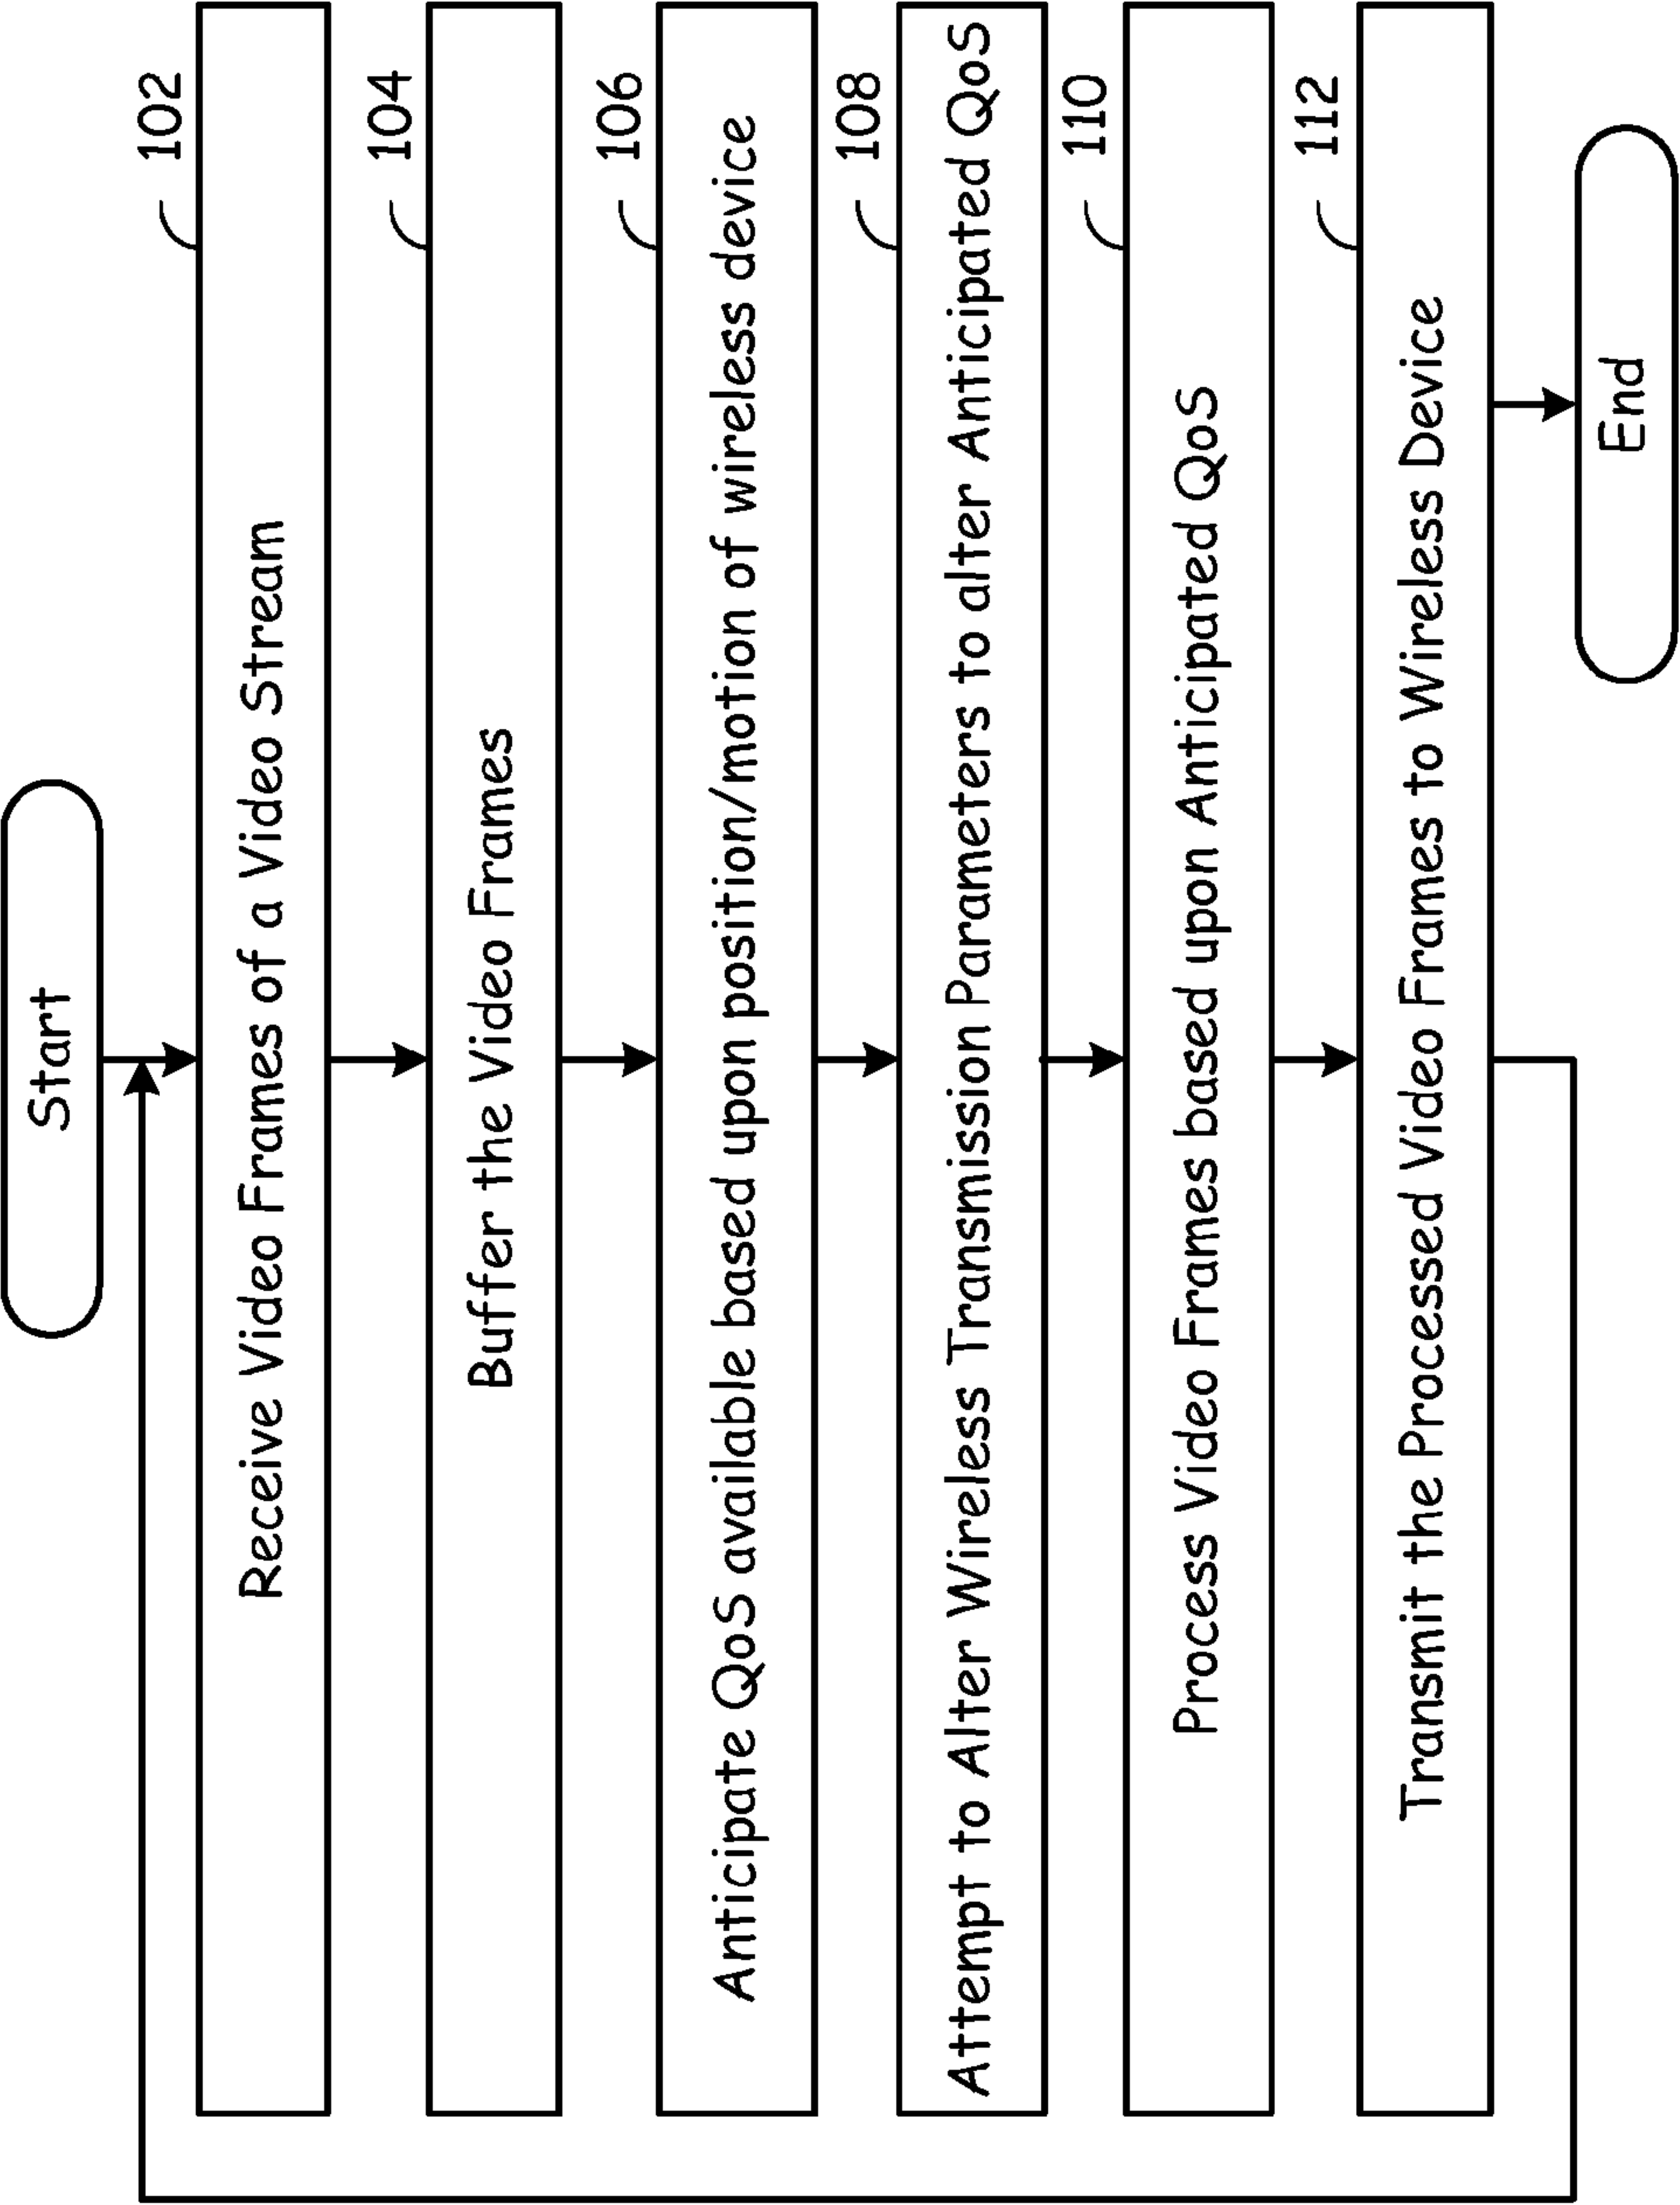 Start
102
Receive Video Frames of a Video Stream
104
Buffer the Video Frames
106
Anticipate QoS available based upon position/motion of wireless device
108
Attempt to Alter Wireless Transmission Parameters to alter Anticipated QoS
110
Process Video Frames based upon Anticipated QoS
112
Transmit the Processed Video Frames to Wireless Device
End